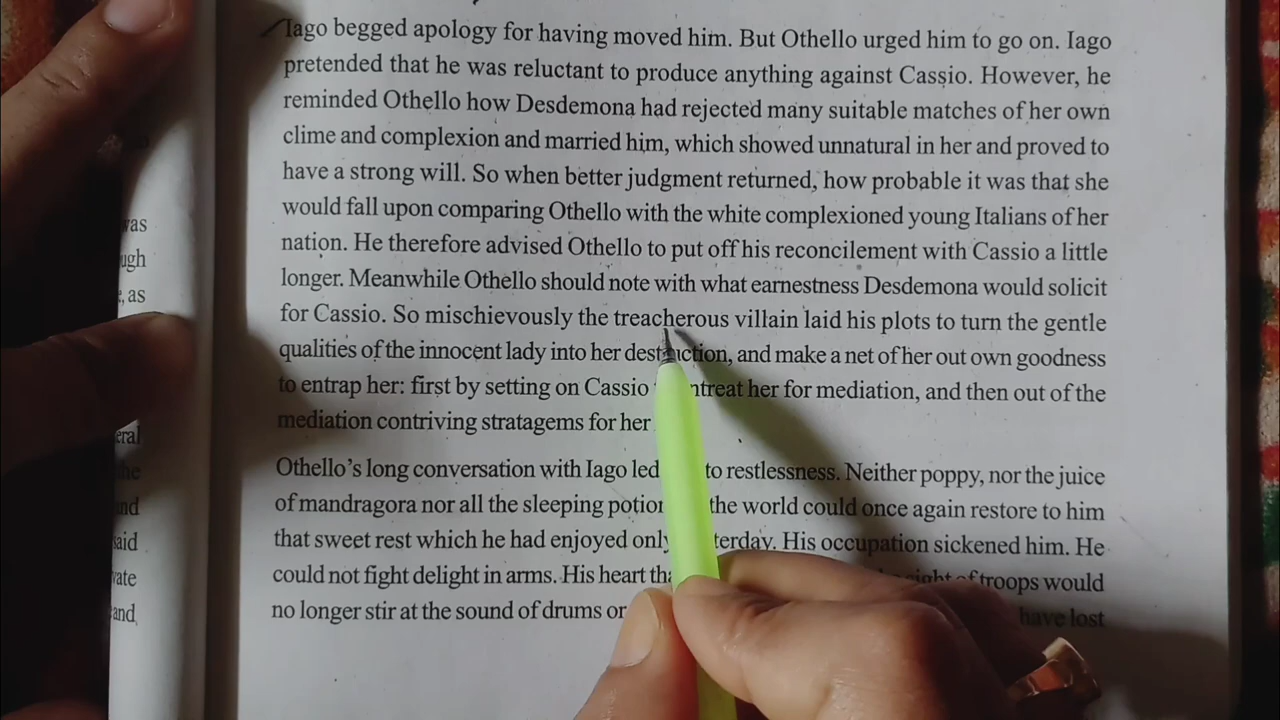 Iago begged apology for having moved him. But Othello urged him to go on. Iago
pretended that he was reluctant to produce anything against Cassio. However, he
reminded Othello how Desdemona had rejected many suitable matches of her own
clime and complexion and married him, which showed unnatural in her and proved to
have a strong will. So when better judgment returned, how probable it was that she
would fall upon comparing Othello with the white complexioned young Italians of her
nation. He therefore advised Othello to put off his reconcilement with Cassio a little
longer. Meanwhile Othello should note with what earnestness Desdemona would solicit
for Cassio. So mischievously the treacherous villain laid his plots to turn the gentle
qualities of the innocent lady into her destruction, and make a net of her out own goodness
to entrap her: first by setting on Cassio entreat her for mediation, and then out of the
mediation contriving stratagems for her
Othello's long conversation with Iago led to restlessness. Neither poppy, nor the juice
of mandragora nor all the sleeping the world could once again restore to him
that sweet rest which he had enjoyed only yesterday. His occupation sickened him. He
could not fight delight in arms. His heart troops would
no longer stir at the sound of drums or have lost
was
as
said
and,